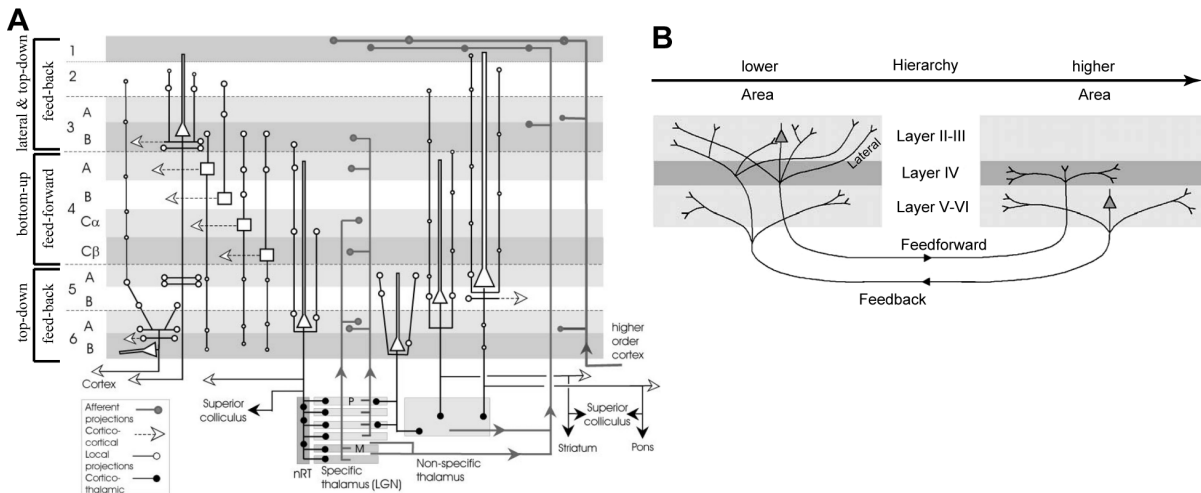 A
lateral & top-down
feed-back
bottom-up
feed-forward
top-down
feed-back
1
2
A
3
B
A
B
4
Cα
Cβ
A
5
B
A
6
B
Cortex
Superior
colliculus
higher
order
cortex
P
M
nRT
Specific
thalamus (LGN)
Non-specific
thalamus
Superior
colliculus
Striatum
Pons
Afferent
projections
Cortico-
cortical
Local
projections
Cortico-
thalamic
B
lower
Hierarchy
higher
Area
Area
Layer II-III
Lateral
Layer IV
Layer V-VI
Feedforward
Feedback